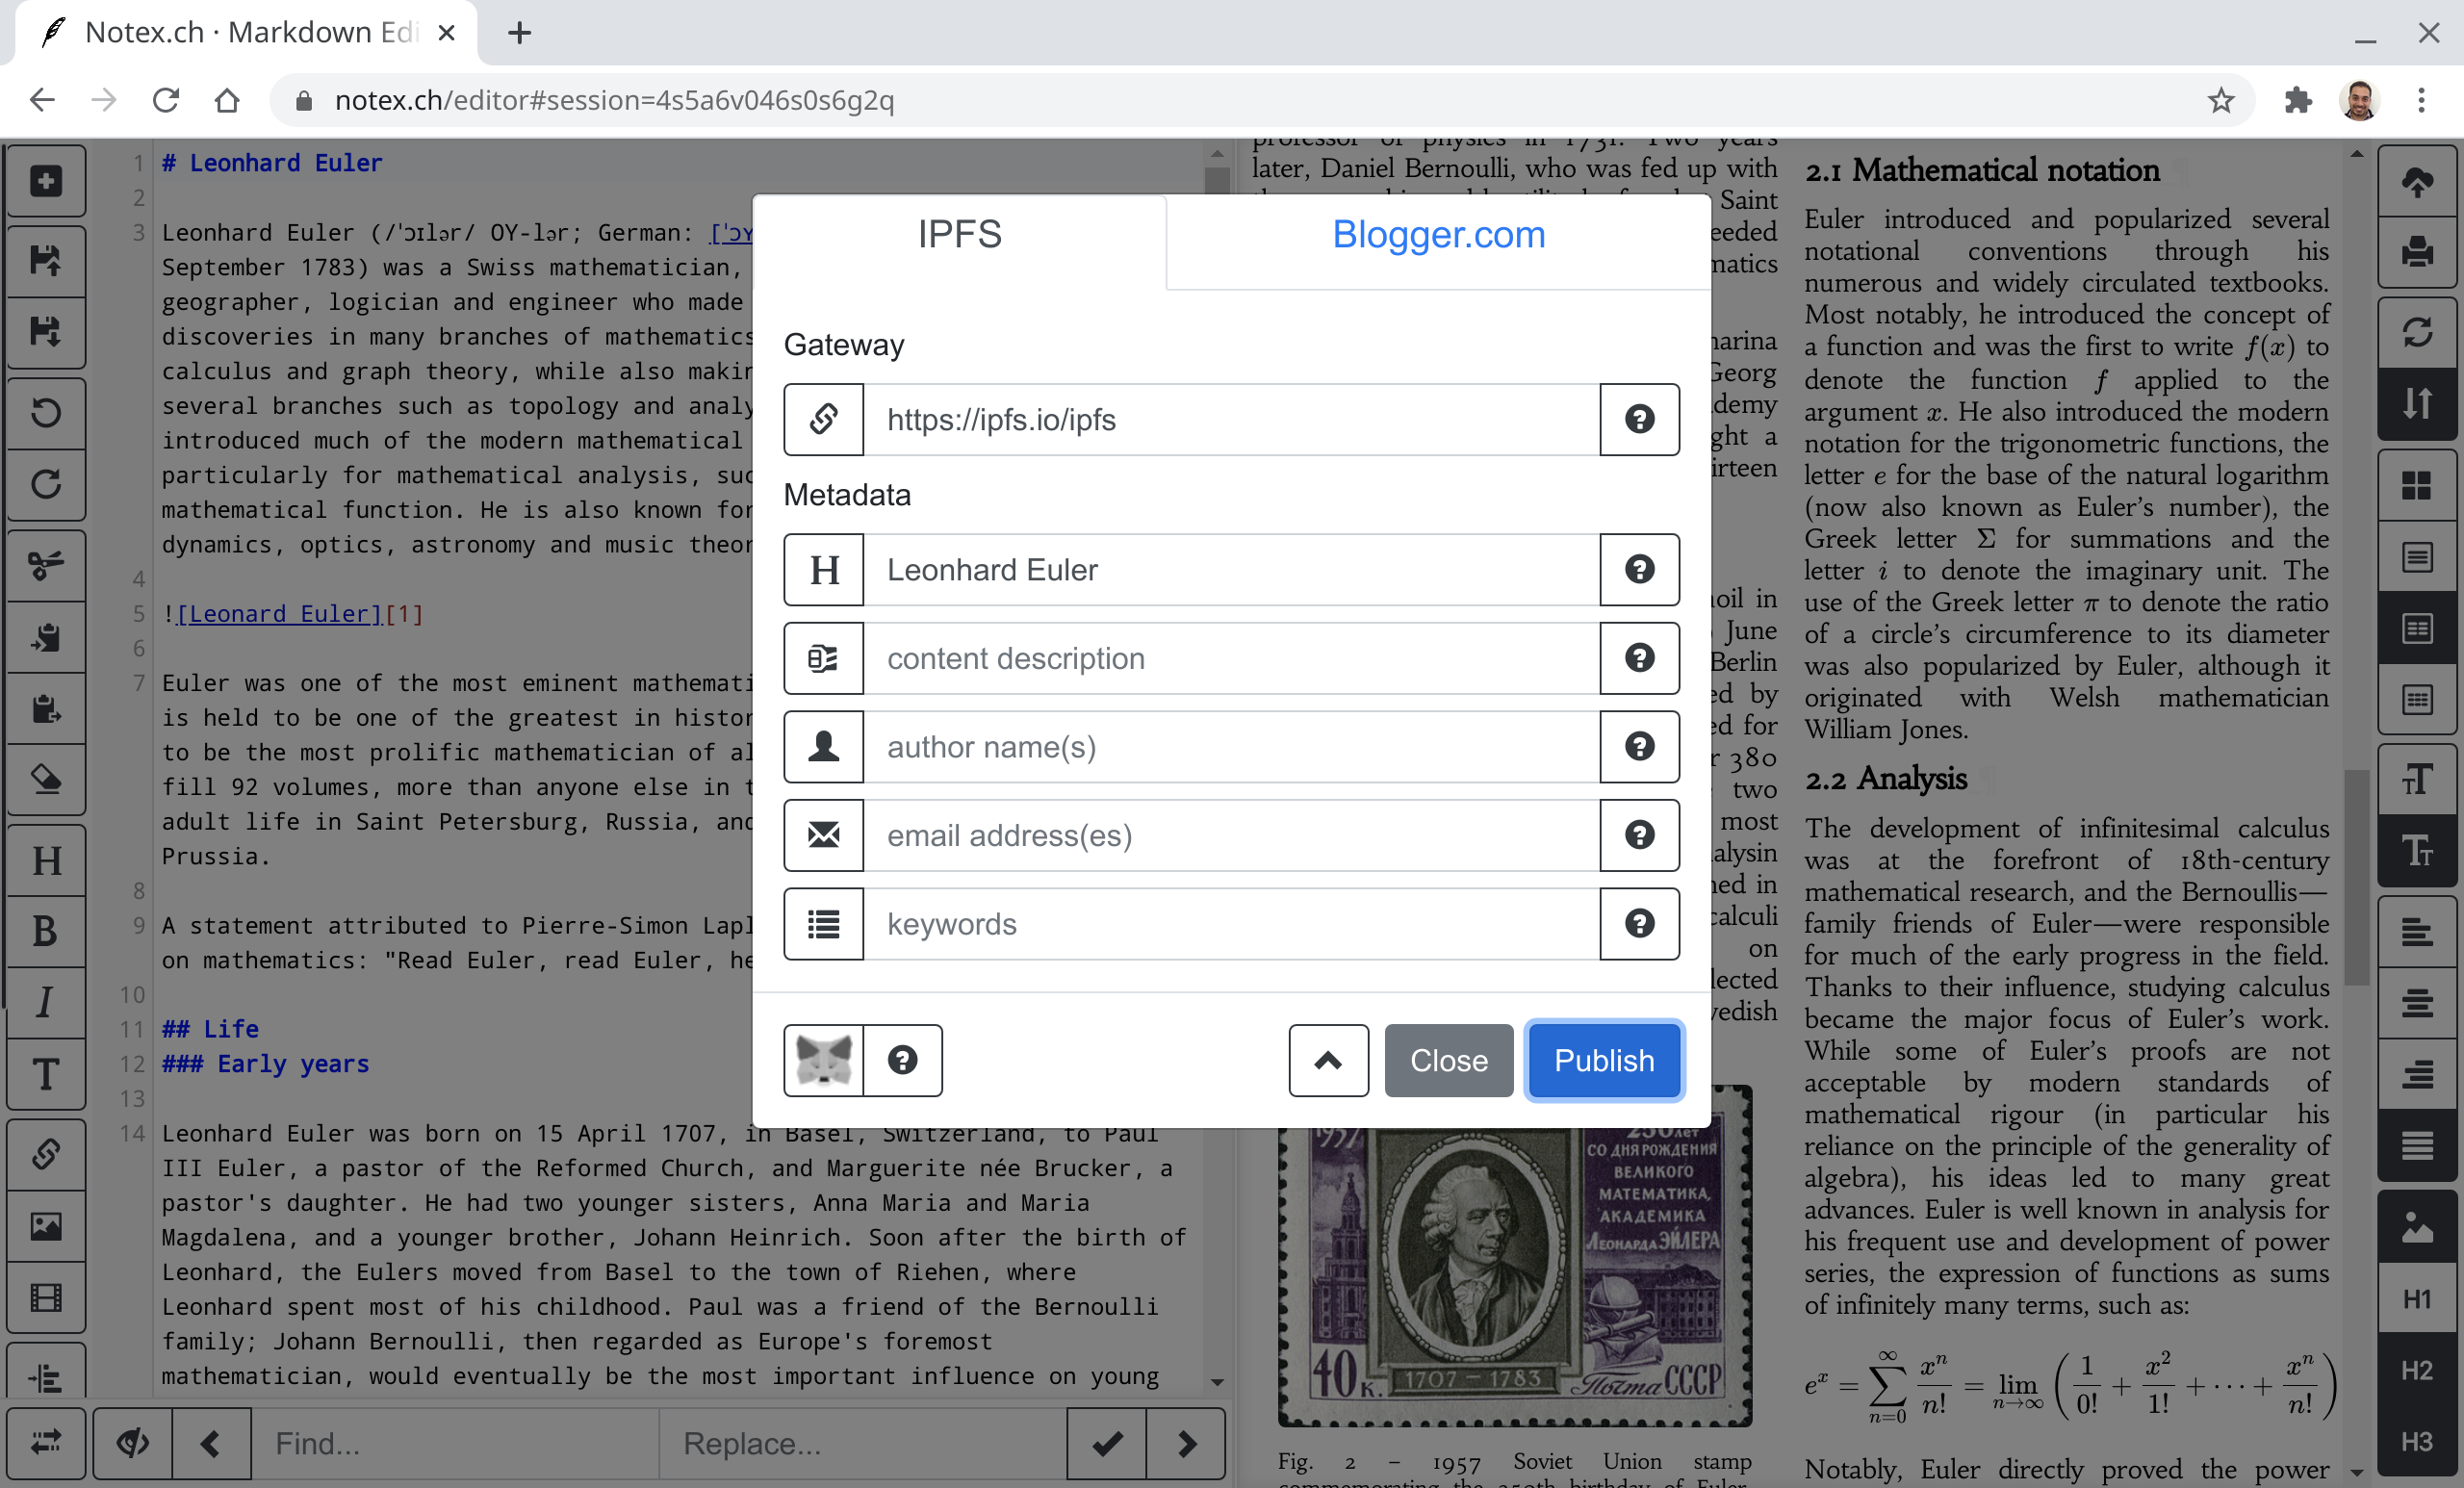 Notex.ch · Markdown Edi
notex.ch/editor#session=4s5a6v046s0s6g2q
1 # Leonhard Euler
2
3 Leonhard Euler (/ˈɔɪlər/ OY-lər; German: [ˈɔʏ
September 1783) was a Swiss mathematician,
geographer, logician and engineer who made
discoveries in many branches of mathematics
calculus and graph theory, while also makin
several branches such as topology and analy
introduced much of the modern mathematical
particularly for mathematical analysis, suc
mathematical function. He is also known for
dynamics, optics, astronomy and music theor
4
5 ![Leonard Euler][1]
6
7 Euler was one of the most eminent mathemati
is held to be one of the greatest in histor
to be the most prolific mathematician of al
fill 92 volumes, more than anyone else in t
adult life in Saint Petersburg, Russia, and
Prussia.
8
9 A statement attributed to Pierre-Simon Lapl
on mathematics: "Read Euler, read Euler, he
10
11 ## Life
12 ### Early years
13
14 Leonhard Euler was born on 15 April 1707, in Basel, Switzerland, to Paul
III Euler, a pastor of the Reformed Church, and Marguerite née Brucker, a
pastor's daughter. He had two younger sisters, Anna Maria and Maria
Magdalena, and a younger brother, Johann Heinrich. Soon after the birth of
Leonhard, the Eulers moved from Basel to the town of Riehen, where
Leonhard spent most of his childhood. Paul was a friend of the Bernoulli
family; Johann Bernoulli, then regarded as Europe's foremost
mathematician, would eventually be the most important influence on young
H
B
I
T
Find...
Replace...
IPFS
Blogger.com
Gateway
https://ipfs.io/ipfs
Metadata
H Leonhard Euler
content description
author name(s)
email address(es)
keywords
Close
Publish
professor of physics in 1731. Two years
later, Daniel Bernoulli, who was fed up with
Saint
eeded
matics
harina
Georg
demy
ght a
irteen
oil in
June
Berlin
ed by
ed for
r 380
two
most
alysin
ned in
calculi
on
lected
vedish
1957
250 лет
СО ДНЯ РОЖДЕНИЯ
ВЕЛИКОГО
МАТЕМАТИКА,
АКАДЕМИКА
ЛЕОНАРДА ЭЙЛЕРА
40 к.
1707 – 1783
Почта СССР
Fig. 2 – 1957 Soviet Union stamp
commemorating the 250th birthday of Euler.
2.1 Mathematical notation
Euler introduced and popularized several
notational conventions through his
numerous and widely circulated textbooks.
Most notably, he introduced the concept of
a function and was the first to write f(x) to
denote the function f applied to the
argument x. He also introduced the modern
notation for the trigonometric functions, the
letter e for the base of the natural logarithm
(now also known as Euler’s number), the
Greek letter Σ for summations and the
letter i to denote the imaginary unit. The
use of the Greek letter π to denote the ratio
of a circle’s circumference to its diameter
was also popularized by Euler, although it
originated with Welsh mathematician
William Jones.
2.2 Analysis
The development of infinitesimal calculus
was at the forefront of 18th-century
mathematical research, and the Bernoullis—
family friends of Euler—were responsible
for much of the early progress in the field.
Thanks to their influence, studying calculus
became the major focus of Euler’s work.
While some of Euler’s proofs are not
acceptable by modern standards of
mathematical rigour (in particular his
reliance on the principle of the generality of
algebra), his ideas led to many great
advances. Euler is well known in analysis for
his frequent use and development of power
series, the expression of functions as sums
of infinitely many terms, such as:
e^x = ∑_{n=0}^{∞} x^n/n! = lim_{n→∞} (1/0! + x^2/1! + ··· + x^n/n!)
Notably, Euler directly proved the power
TT
TT
H1
H2
H3